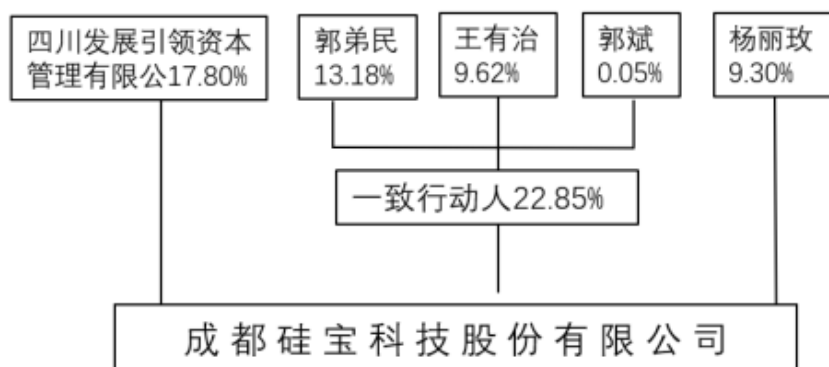 四川发展引领资本
管理有限公17.80%
郭弟民
13.18%
王有治
9.62%
郭斌
0.05%
杨丽玫
9.30%
一致行动人22.85%
成都硅宝科技股份有限公司